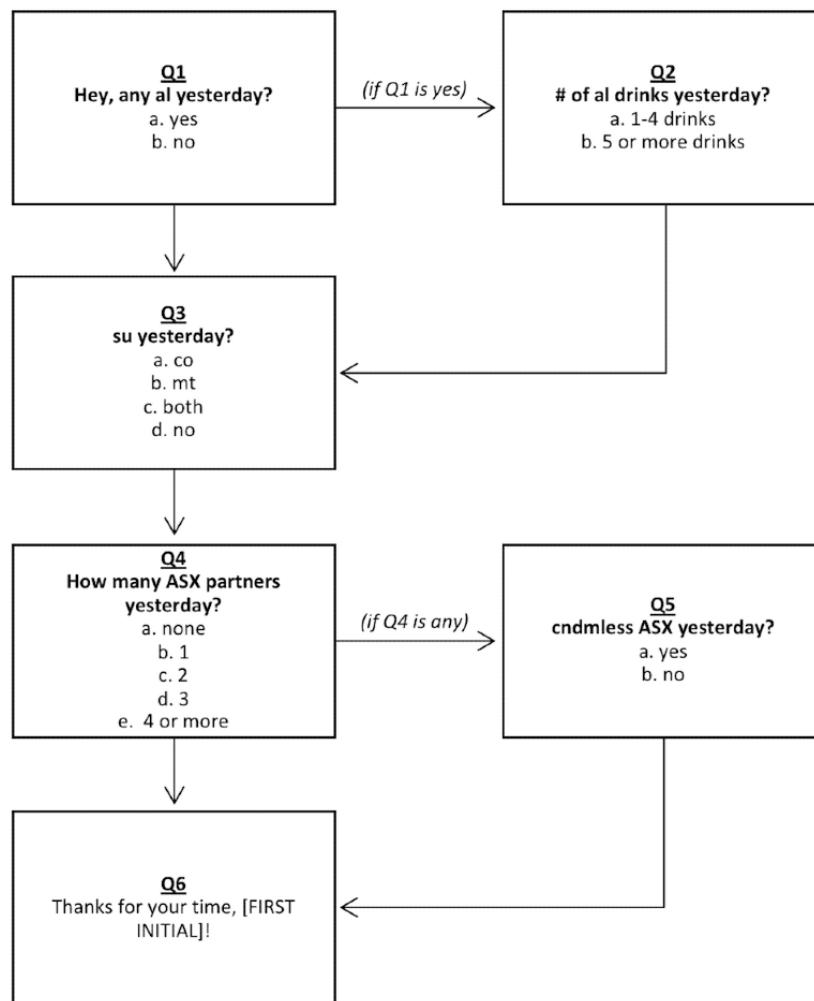 Q1
Hey, any al yesterday?
a. yes
b. no
(if Q1 is yes)
Q2
# of al drinks yesterday?
a. 1-4 drinks
b. 5 or more drinks
Q3
su yesterday?
a. co
b. mt
c. both
d. no
Q4
How many ASX partners
yesterday?
a. none
b. 1
c. 2
d. 3
e. 4 or more
(if Q4 is any)
Q5
cndmless ASX yesterday?
a. yes
b. no
Q6
Thanks for your time, [FIRST
INITIAL]!